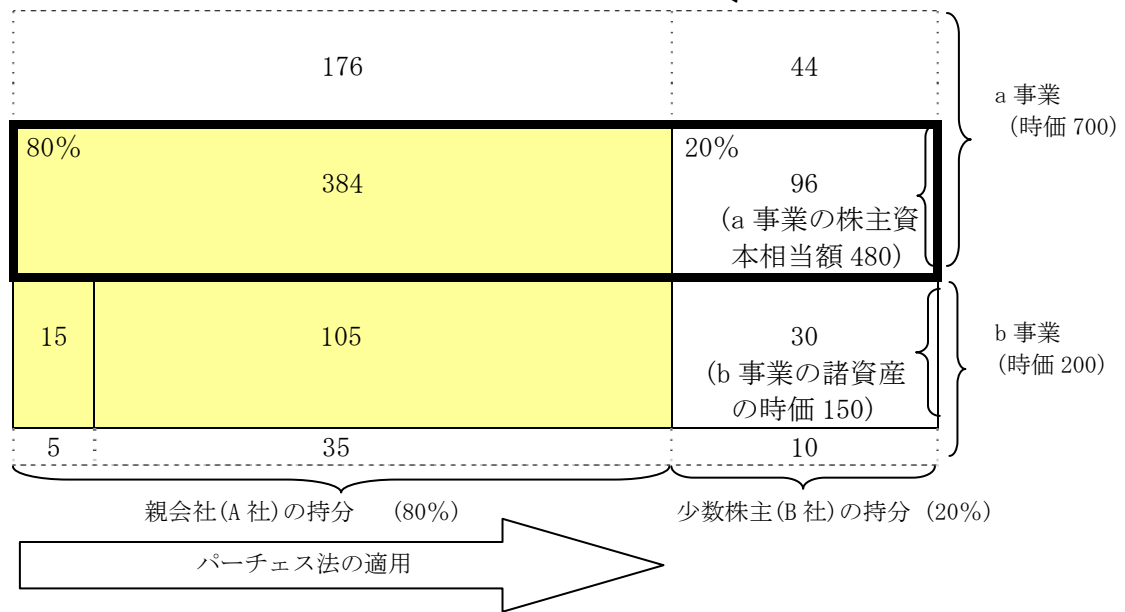 176
44
a 事業
(時価 700)
80%
384
20%
96
(a 事業の株主資
本相当額 480)
15
105
30
(b 事業の諸資産
の時価 150)
b 事業
(時価 200)
5
35
10
親会社(A 社)の持分 (80%)
少数株主(B 社)の持分 (20%)
パーチェス法の適用